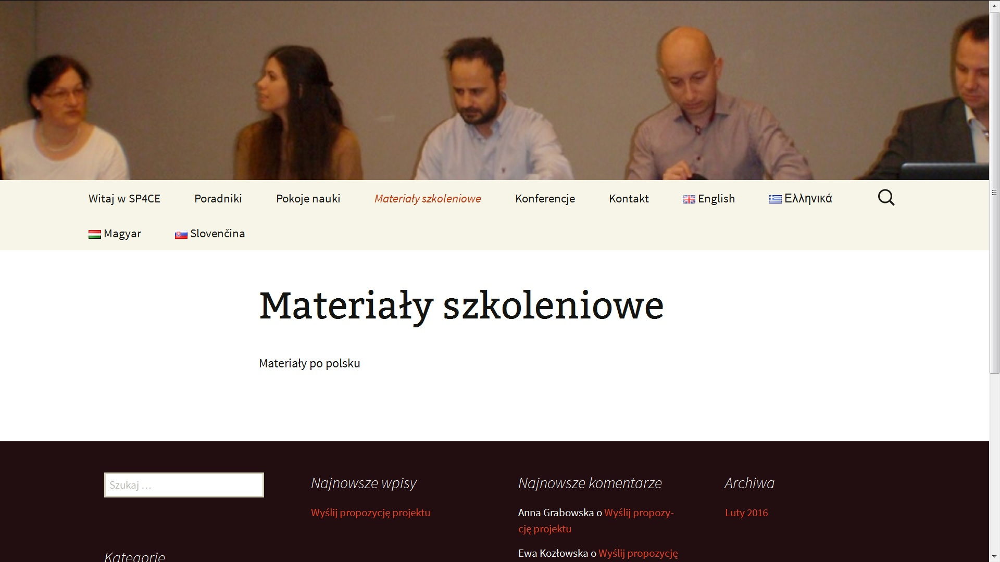 Witaj w SP4CE
Poradniki
Pokoje nauki
Materiały szkoleniowe
Konferencje
Kontakt
English
Ελληνικά
Magyar
Slovenčina
Materiały szkoleniowe
Materiały po polsku
Szukaj …
Kategorie
Najnowsze wpisy
Wyślij propozycję projektu
Najnowsze komentarze
Anna Grabowska o Wyślij propozy-
cję projektu
Ewa Kozłowska o Wyślij propozycję
Archiwa
Luty 2016